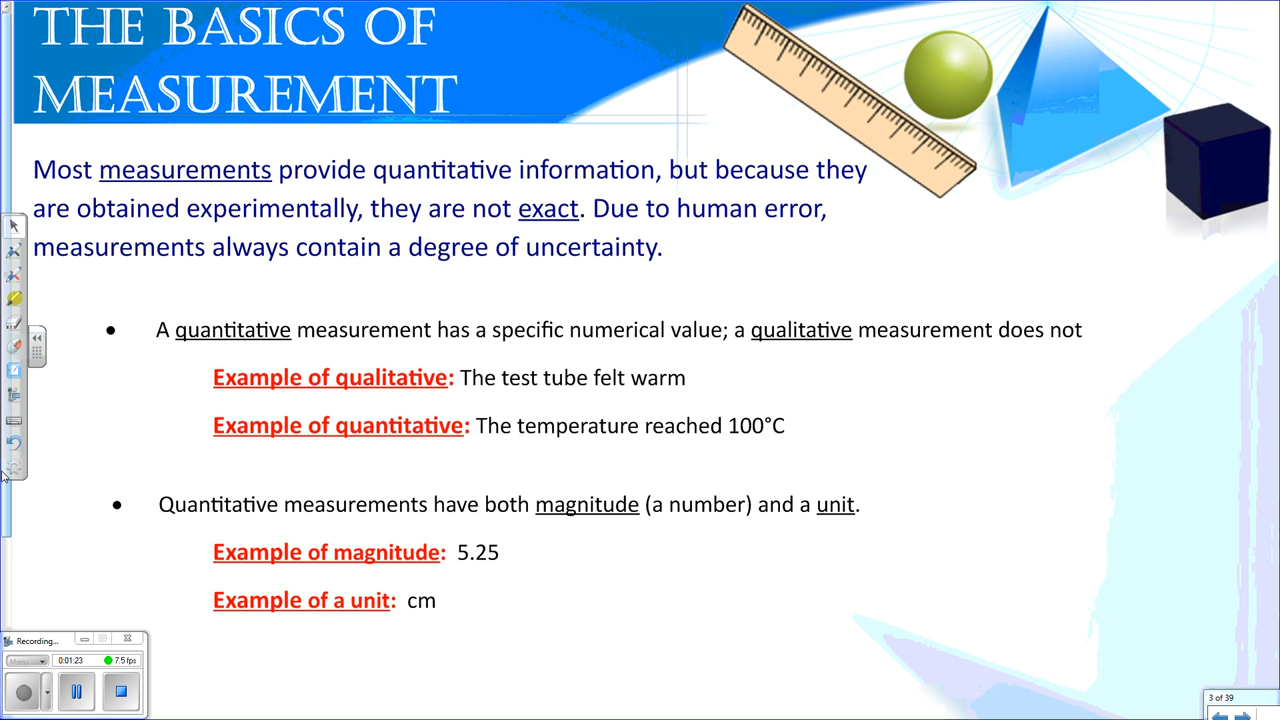 THE BASICS OF
MEASUREMENT
Most measurements provide quantitative information, but because they
are obtained experimentally, they are not exact. Due to human error,
measurements always contain a degree of uncertainty.
• A quantitative measurement has a specific numerical value; a qualitative measurement does not
Example of qualitative: The test tube felt warm
Example of quantitative: The temperature reached 100°C
• Quantitative measurements have both magnitude (a number) and a unit.
Example of magnitude: 5.25
Example of a unit: cm
Recording...
0:01:23 7.5 fps
3 of 39